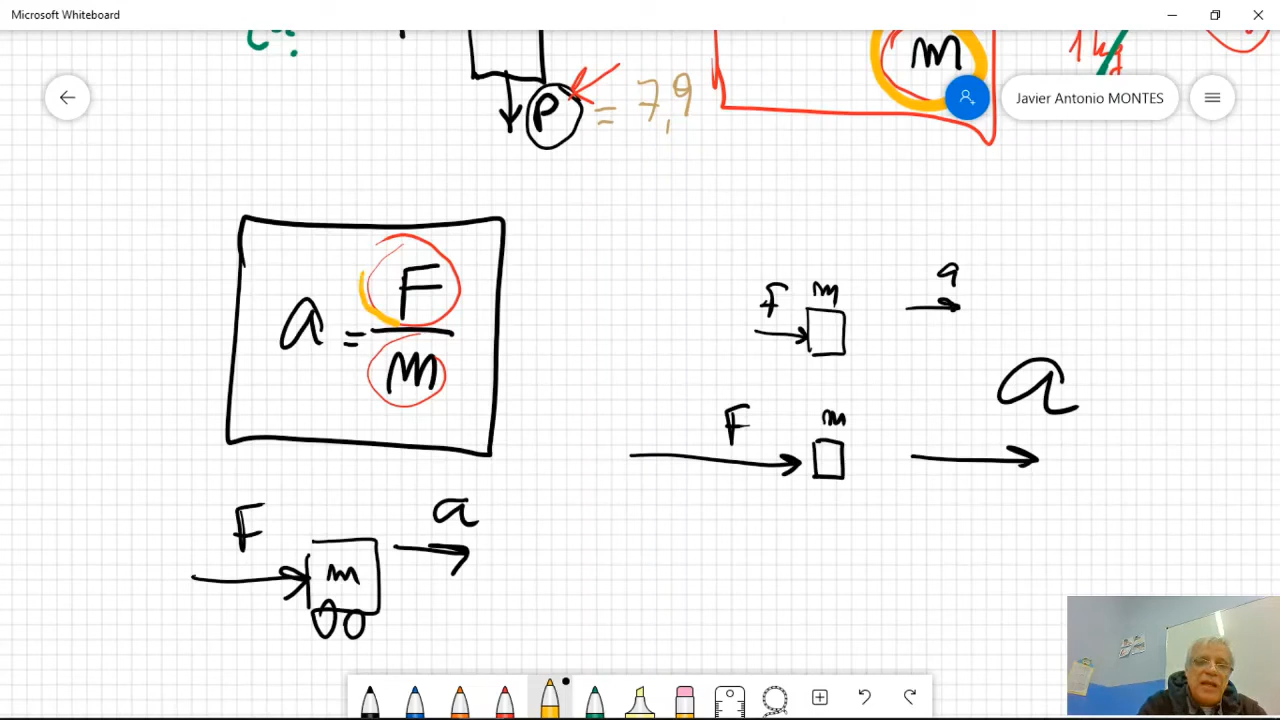 Microsoft Whiteboard
m
1 kg
Javier Antonio MONTES
P = 7,9
a = F
m
F m a
F m a
F a
m